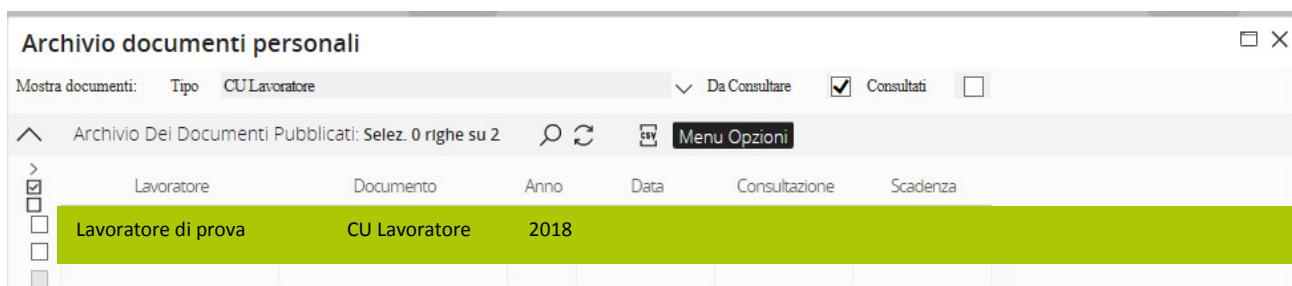 Archivio documenti personali
Mostra documenti: Tipo CU Lavoratore Da Consultare Consultati
Archivio Dei Documenti Pubblicati: Selez. 0 righe su 2 CSV Menu Opzioni
Lavoratore Documento Anno Data Consultazione Scadenza
Lavoratore di prova CU Lavoratore 2018